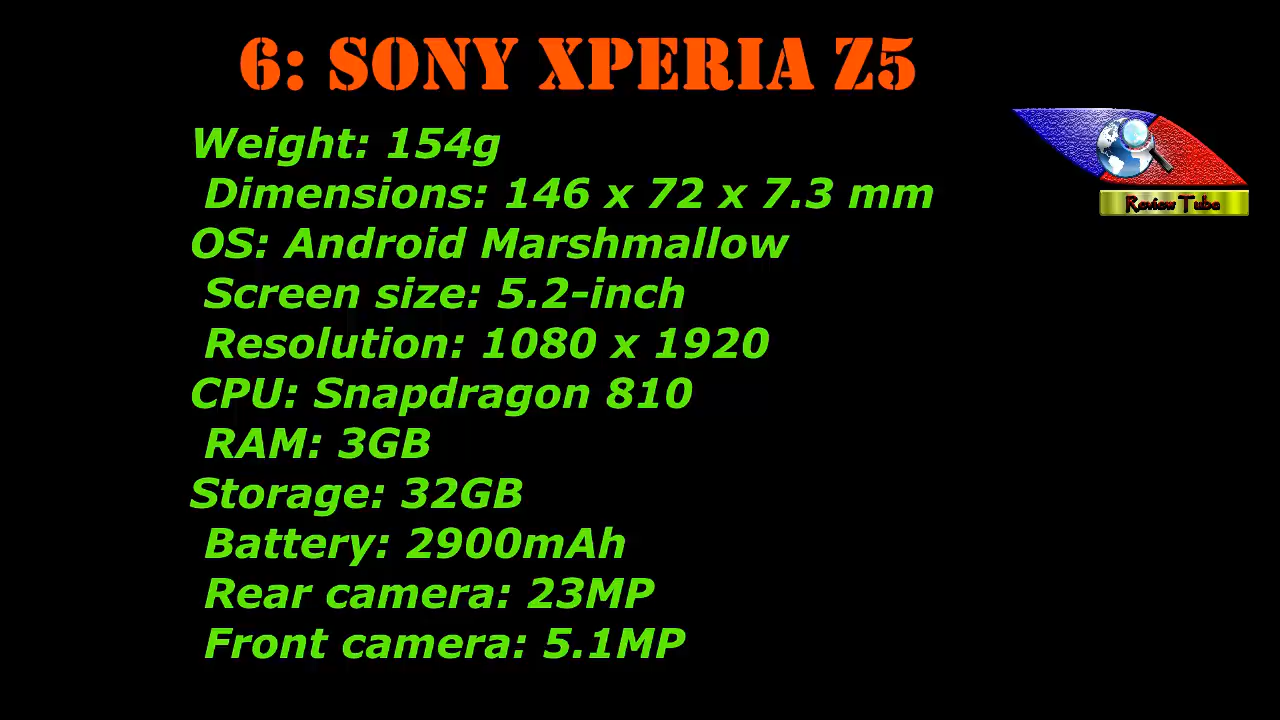 6: SONY XPERIA Z5
Weight: 154g
Dimensions: 146 x 72 x 7.3 mm
OS: Android Marshmallow
Screen size: 5.2-inch
Resolution: 1080 x 1920
CPU: Snapdragon 810
RAM: 3GB
Storage: 32GB
Battery: 2900mAh
Rear camera: 23MP
Front camera: 5.1MP
Review Tube